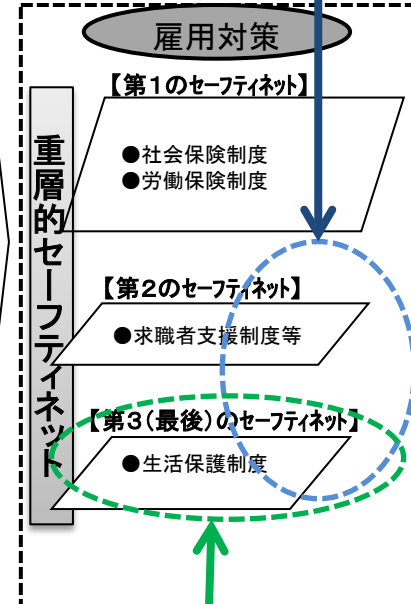 雇用対策
重層的セーフティネット
【第1のセーフティネット】
●社会保険制度
●労働保険制度
【第2のセーフティネット】
●求職者支援制度等
【第3(最後)のセーフティネット】
●生活保護制度